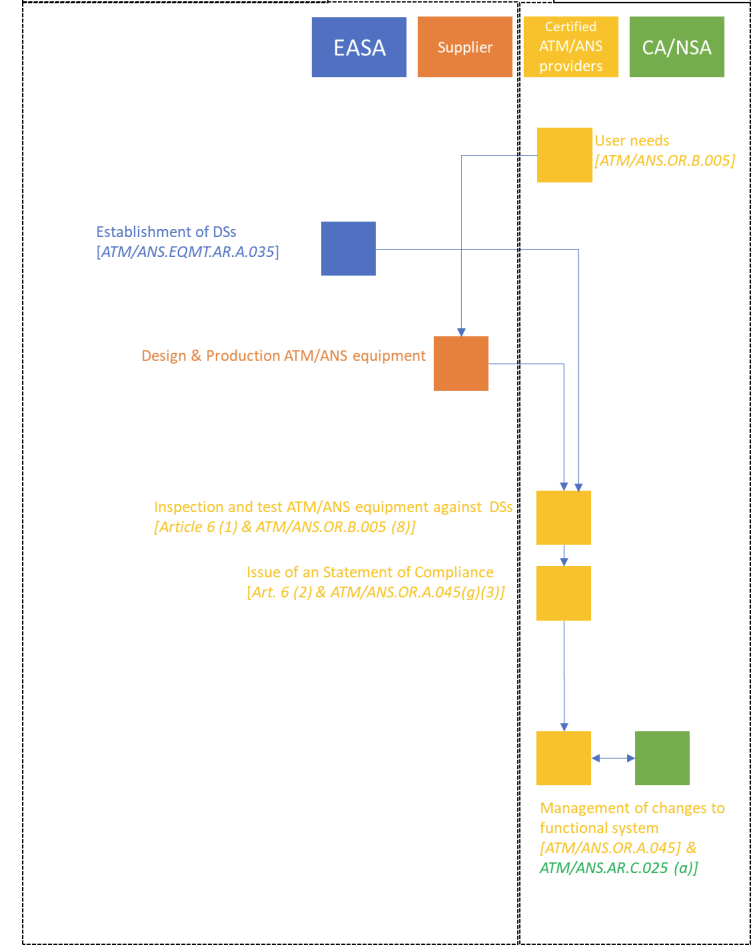 EASA
Supplier
Certified
ATM/ANS
providers
CA/NSA
User needs
[ATM/ANS.OR.B.005]
Establishment of DSs
[ATM/ANS.EQMT.AR.A.035]
Design & Production ATM/ANS equipment
Inspection and test ATM/ANS equipment against DSs
[Article 6 (1) & ATM/ANS.OR.B.005 (8)]
Issue of an Statement of Compliance
[Art. 6 (2) & ATM/ANS.OR.A.045(g)(3)]
Management of changes to
functional system
[ATM/ANS.OR.A.045] &
ATM/ANS.AR.C.025 (a)]